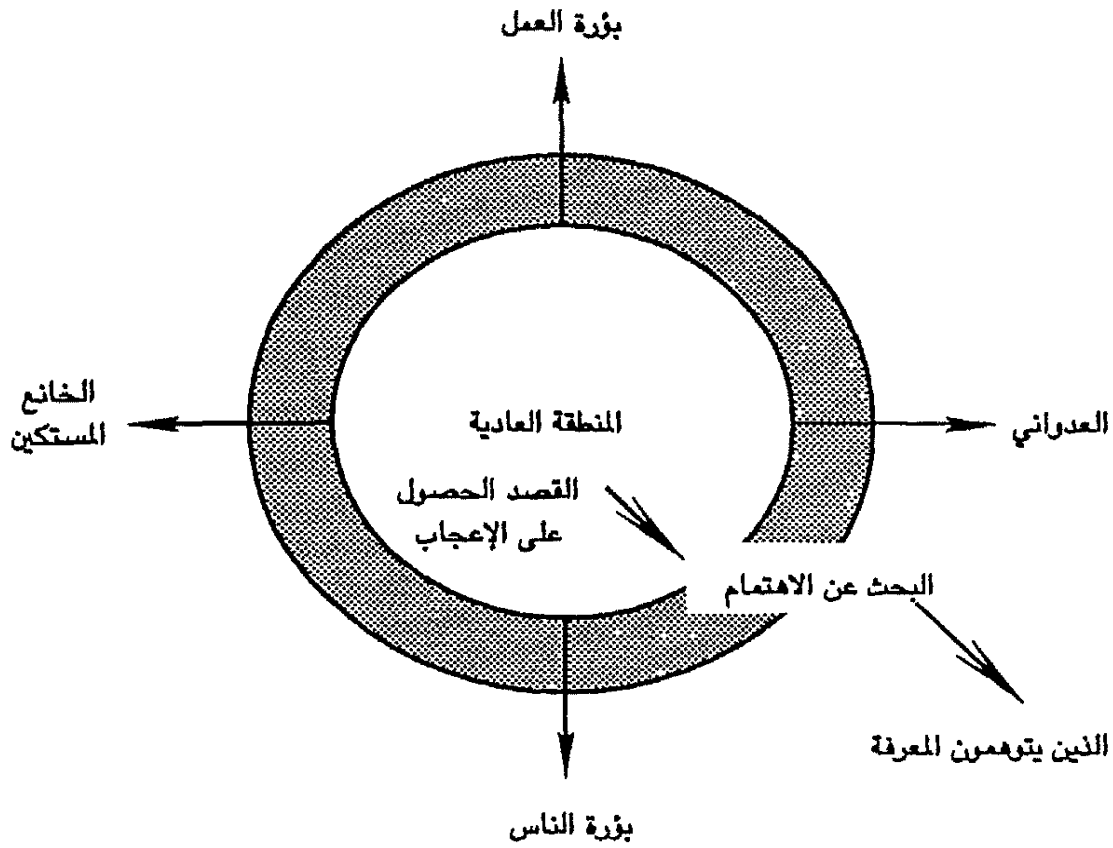 بؤرة العمل
الخانع
المستكين
المنطقة العادية
العدواني
القصد الحصول
على الإعجاب
البحث عن الاهتمام
الذين يتوهمون المعرفة
بؤرة الناس